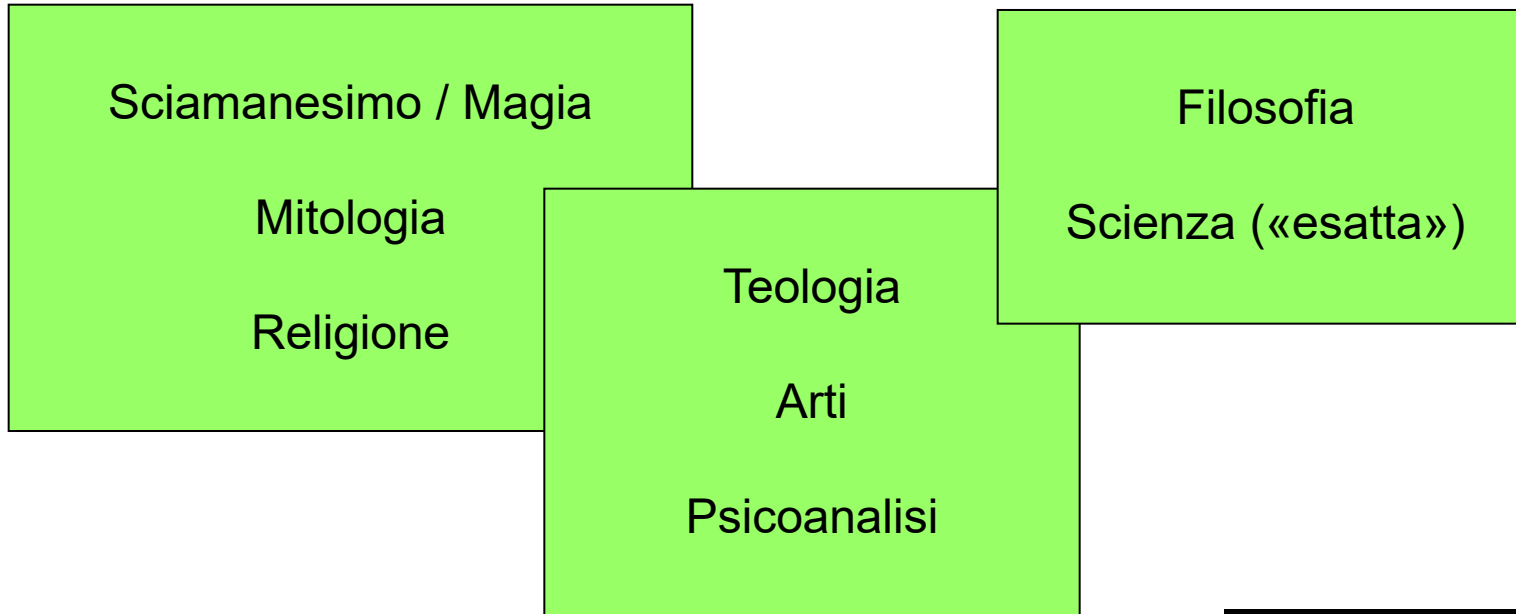 Sciamanesimo / Magia
Mitologia
Religione
Teologia
Arti
Psicoanalisi
Filosofia
Scienza («esatta»)